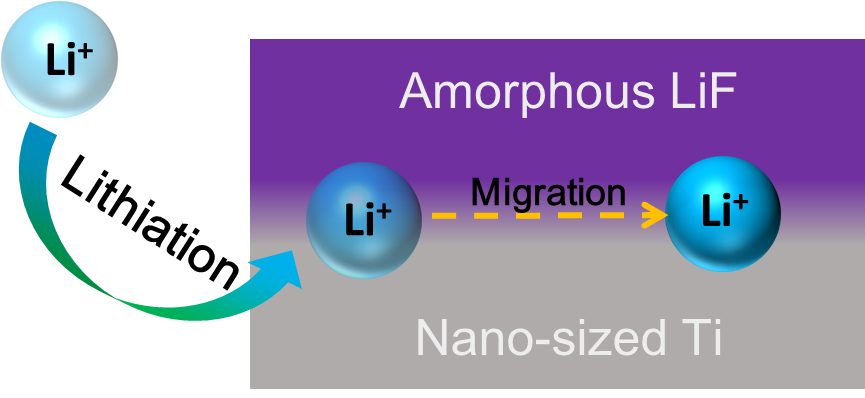 Li⁺
Amorphous LiF
Lithiation
Migration
Li⁺
Li⁺
Nano-sized Ti